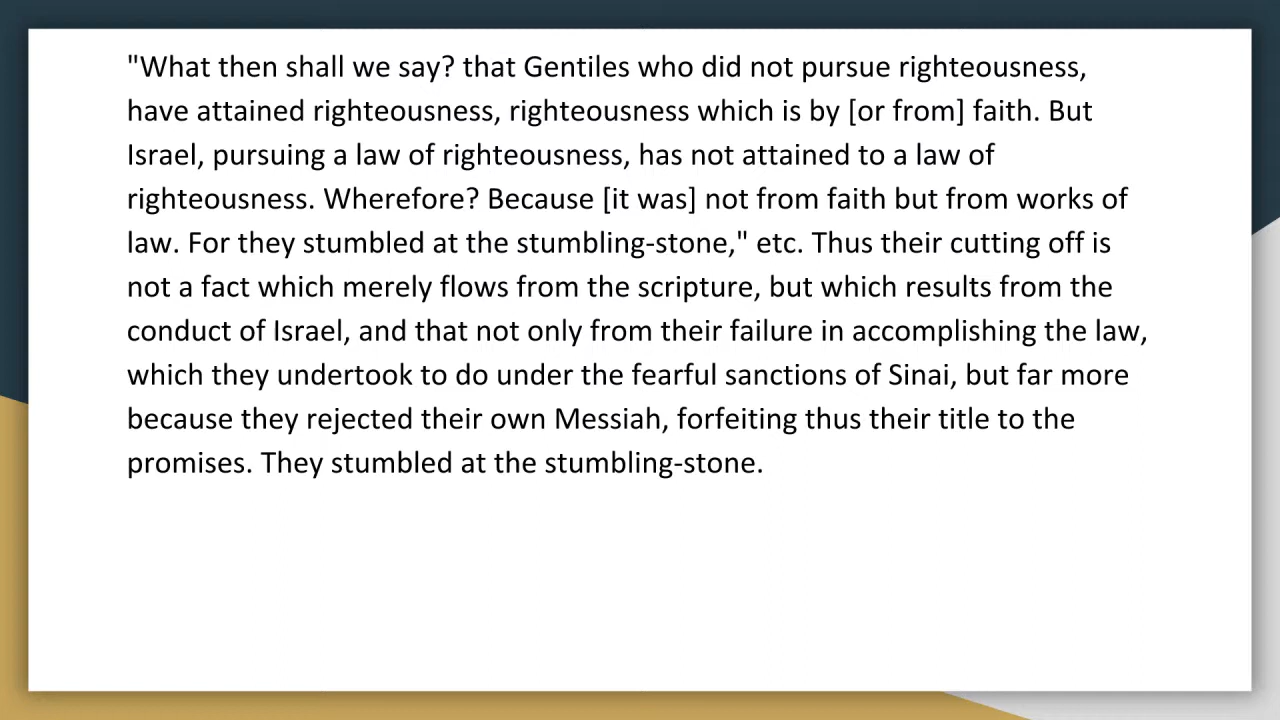 "What then shall we say? that Gentiles who did not pursue righteousness,
have attained righteousness, righteousness which is by [or from] faith. But
Israel, pursuing a law of righteousness, has not attained to a law of
righteousness. Wherefore? Because [it was] not from faith but from works of
law. For they stumbled at the stumbling-stone," etc. Thus their cutting off is
not a fact which merely flows from the scripture, but which results from the
conduct of Israel, and that not only from their failure in accomplishing the law,
which they undertook to do under the fearful sanctions of Sinai, but far more
because they rejected their own Messiah, forfeiting thus their title to the
promises. They stumbled at the stumbling-stone.